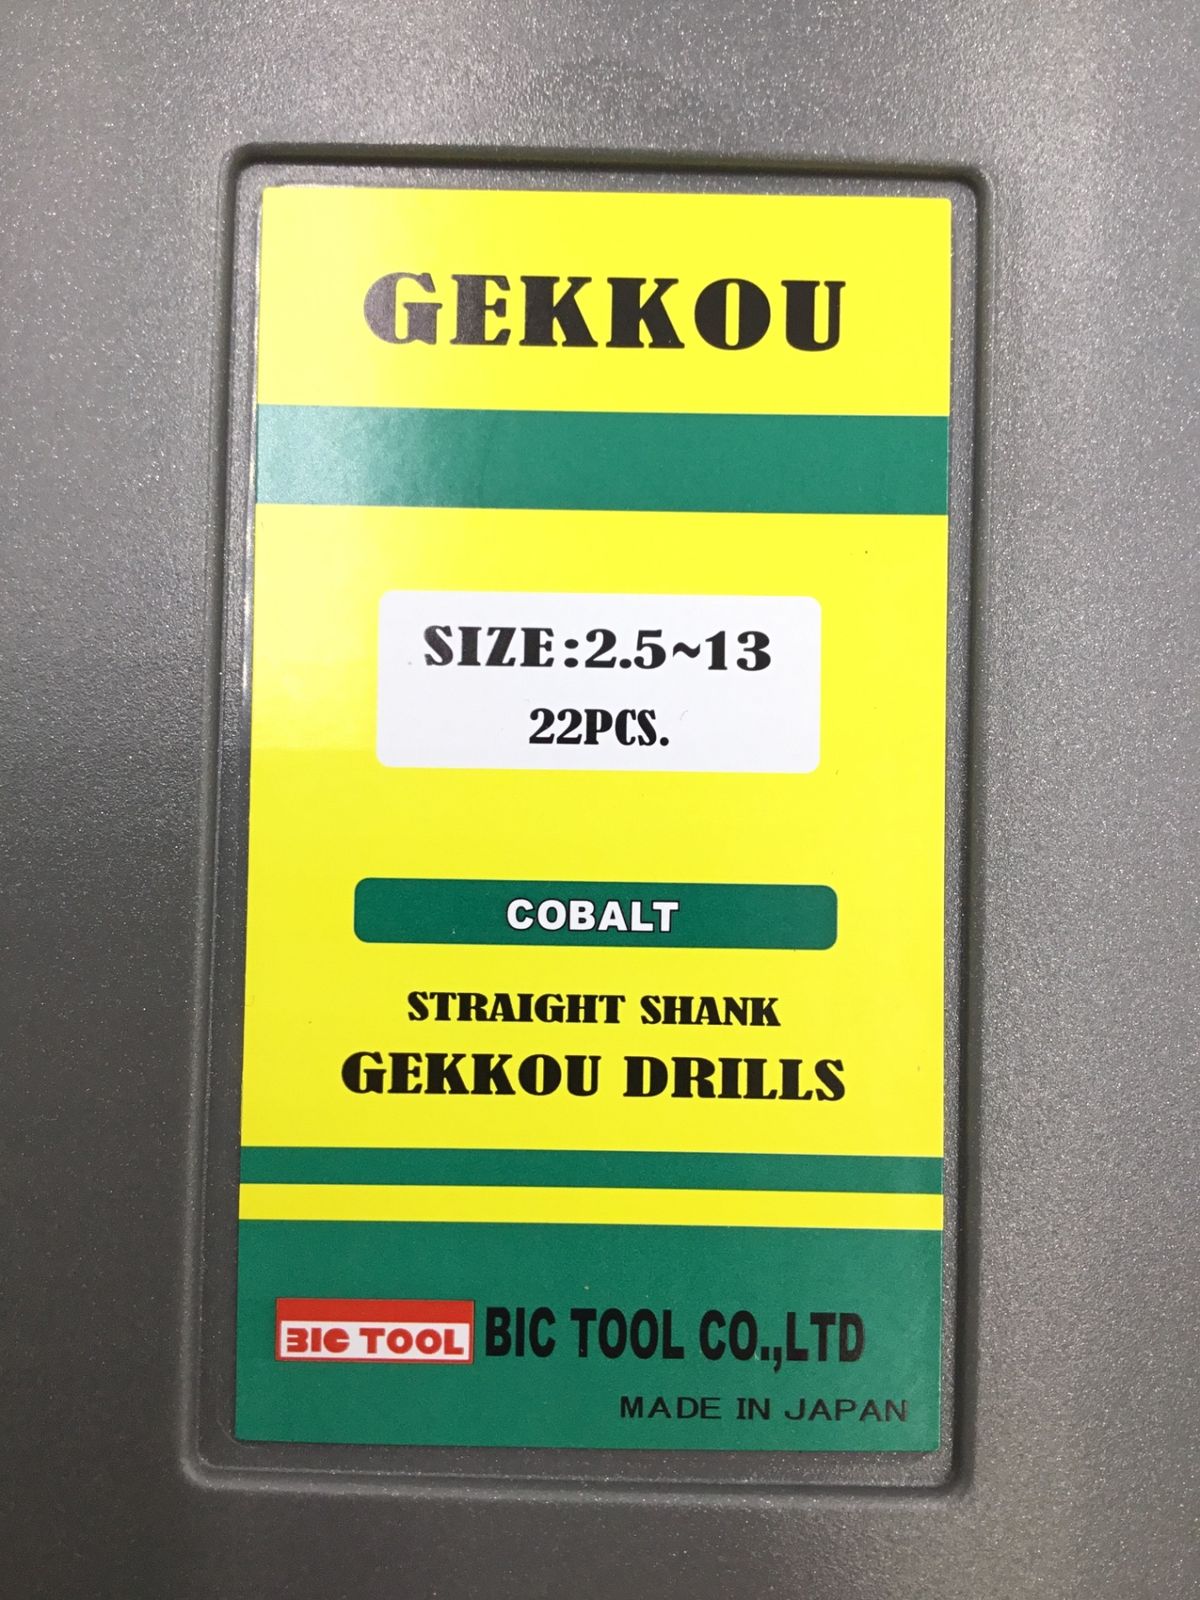 GEKKOU
SIZE:2.5~13
22PCS.
COBALT
STRAIGHT SHANK
GEKKOU DRILLS
BIC TOOL BIC TOOL CO.,LTD
MADE IN JAPAN